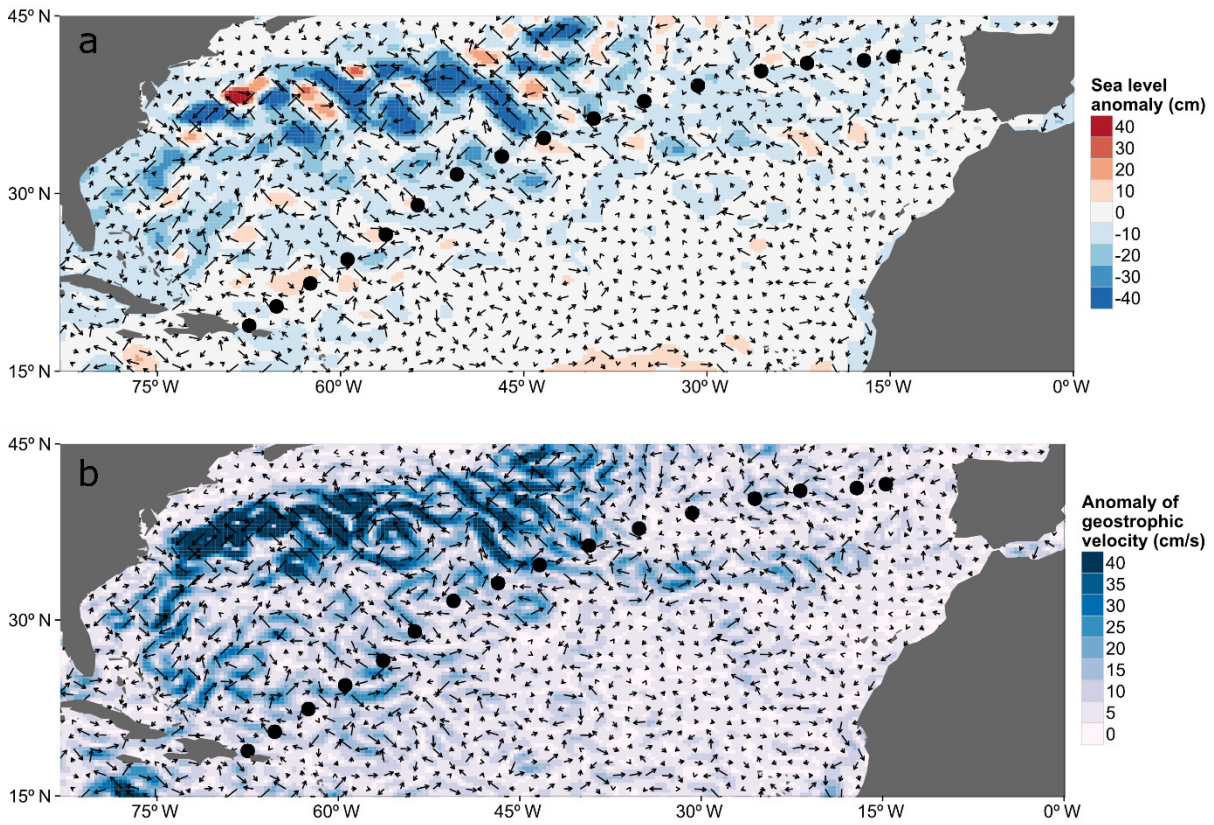 a
45º N
30º N
15º N
75º W
60º W
45º W
30º W
15º W
0º W
Sea level
anomaly (cm)
40
30
20
10
0
-10
-20
-30
-40
b
45º N
30º N
15º N
75º W
60º W
45º W
30º W
15º W
0º W
Anomaly of
geostrophic
velocity (cm/s)
40
35
30
25
20
15
10
5
0